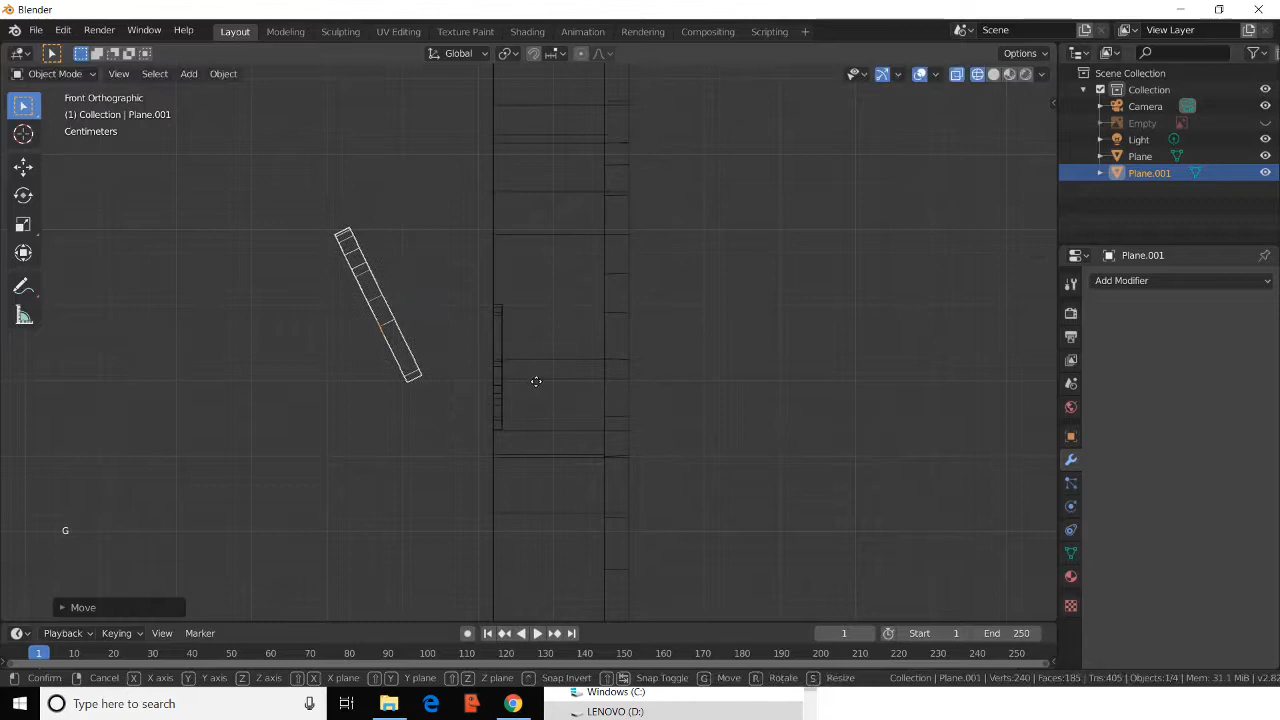 Blender
File Edit Render Window Help
Layout Modeling Sculpting UV Editing Texture Paint Shading Animation Rendering Compositing Scripting +
Scene
View Layer
Global
Options
Object Mode View Select Add Object
Front Orthographic
(1) Collection | Plane.001
Centimeters
Scene Collection
Collection
Camera
Empty
Light
Plane
Plane.001
Plane.001
Add Modifier
G
Move
Playback Keying View Marker
1
Start 1
End 250
1 10 20 30 40 50 60 70 80 90 100 110 120 130 140 150 160 170 180 190 200 210 220 230 240 250
Confirm Cancel X X axis Y Y axis Z Z axis X X plane Y Y plane Z Z plane Snap Invert Snap Toggle G Move R Rotate S Resize
Collection | Plane.001 | Verts:240 | Faces:185 | Tris:405 | Objects:1/4 | Mem: 31.1 MiB | v2.82
Type here to search
Windows (C:)
LENOVO (D:)